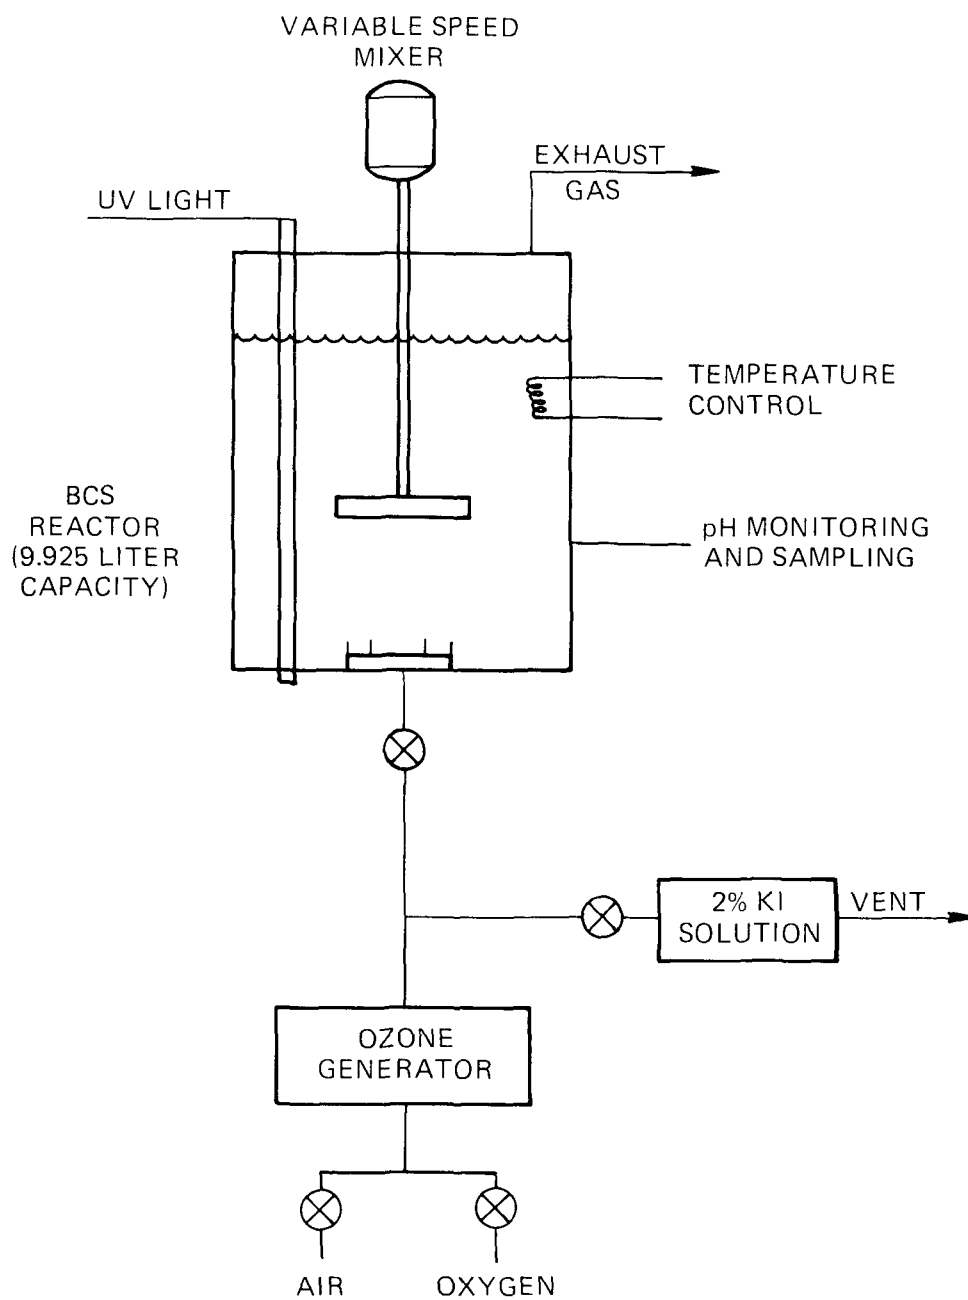 VARIABLE SPEED
MIXER
EXHAUST
GAS
UV LIGHT
TEMPERATURE
CONTROL
BCS
REACTOR
(9.925 LITER
CAPACITY)
pH MONITORING
AND SAMPLING
2% KI
SOLUTION
VENT
OZONE
GENERATOR
AIR
OXYGEN